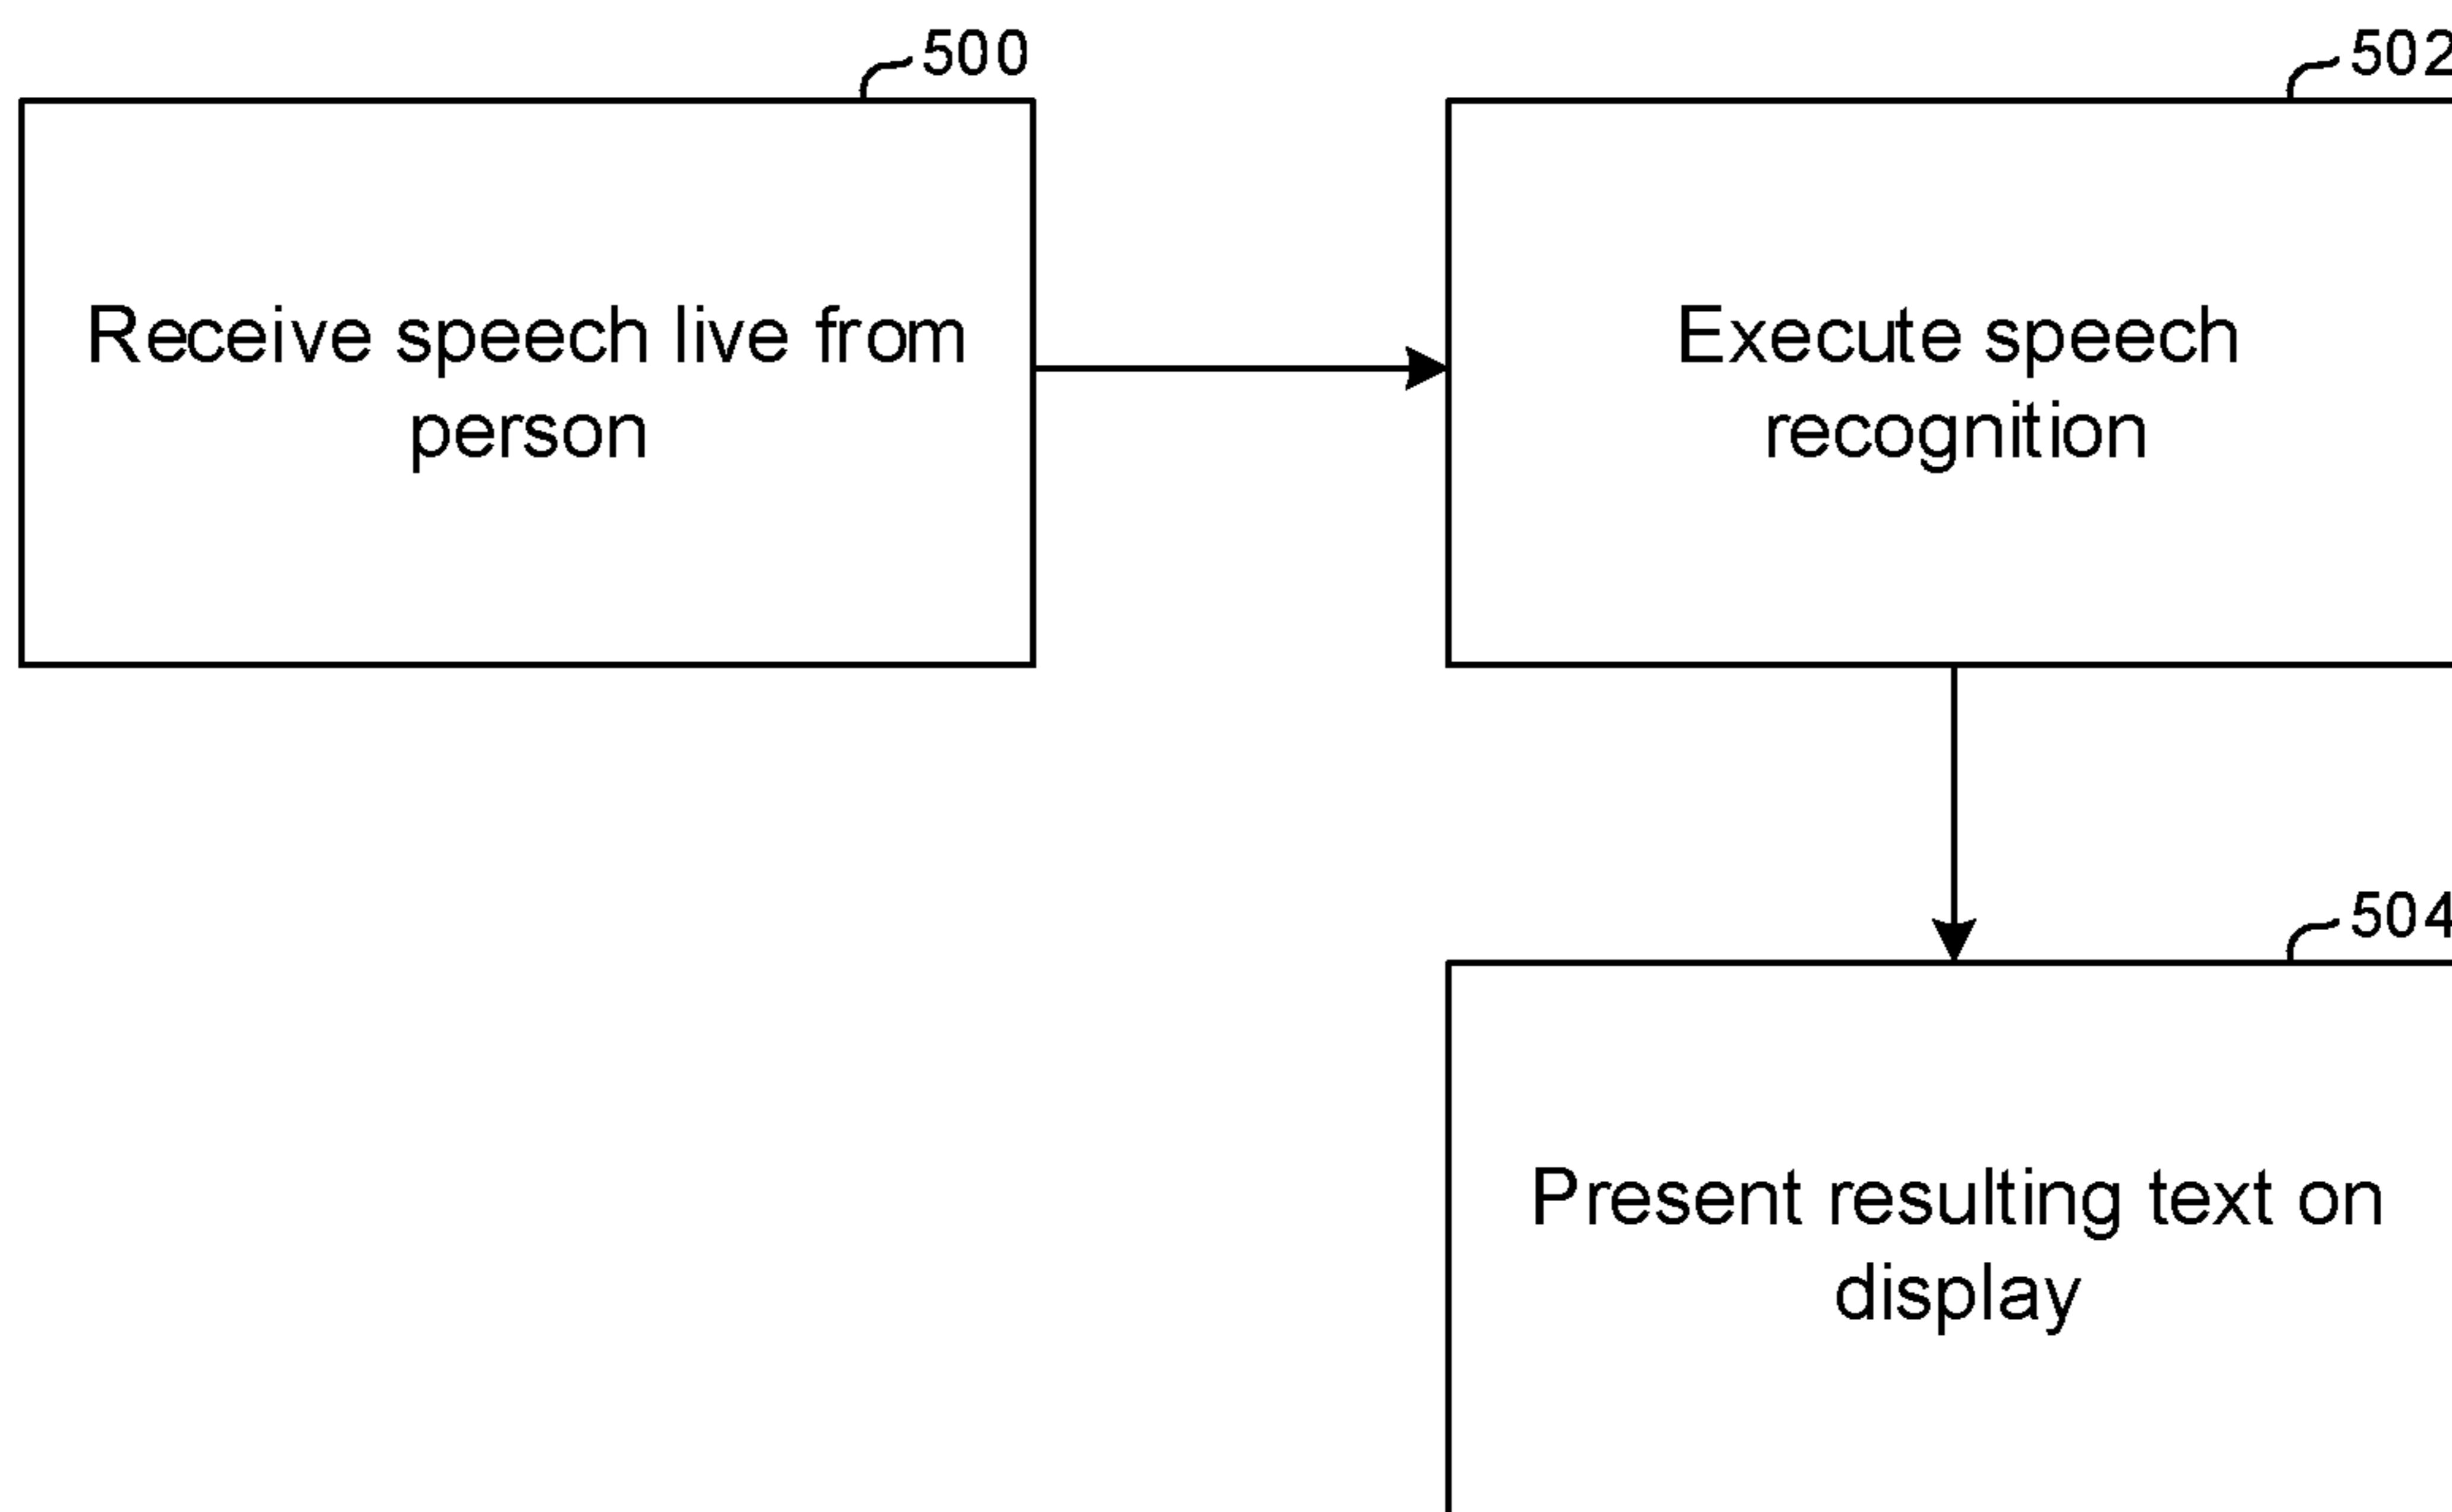 500
Receive speech live from
person
502
Execute speech
recognition
504
Present resulting text on
display